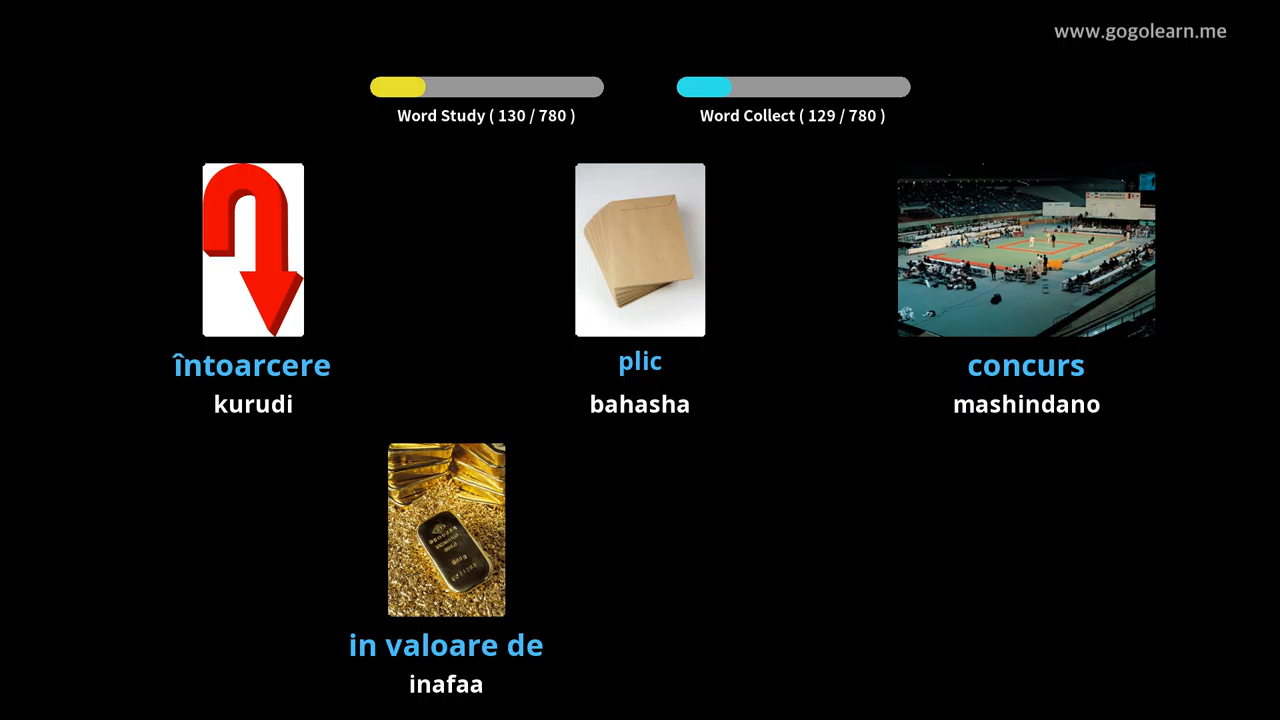 www.gogolearn.me
Word Study ( 130 / 780 )
Word Collect ( 129 / 780 )
întoarcere
kurudi
plic
bahasha
concurs
mashindano
in valoare de
inafaa